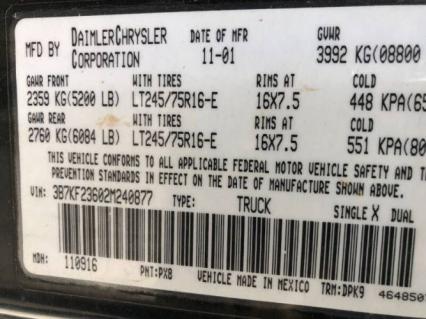 MFD BY DAIMLERCHRYSLER CORPORATION DATE OF MFR 11-01 GVWR 3992 KG(08800
GAWR FRONT WITH TIRES RIMS AT COLD
2359 KG(5200 LB) LT245/75R16-E 16X7.5 448 KPA(65
GAWR REAR WITH TIRES RIMS AT COLD
2760 KG(6084 LB) LT245/75R16-E 16X7.5 551 KPA(80
THIS VEHICLE CONFORMS TO ALL APPLICABLE FEDERAL MOTOR VEHICLE SAFETY AND
PREVENTION STANDARDS IN EFFECT ON THE DATE OF MANUFACTURE SHOWN ABOVE.
VIN: 3B7KF23602M240877 TYPE: TRUCK SINGLE X DUAL
MDH: 110916 PNT:PX8 VEHICLE MADE IN MEXICO TRM:DPK9 4648501